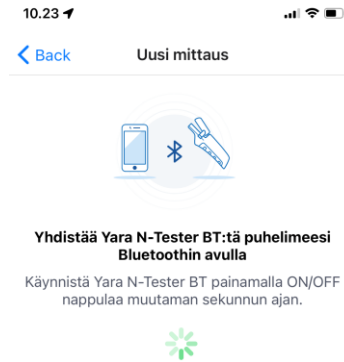 10.23
Back
Uusi mittaus
Yhdistää Yara N-Tester BT:tä puhelimeesi
Bluetoothin avulla
Käynnistä Yara N-Tester BT painamalla ON/OFF
nappulaa muutaman sekunnun ajan.